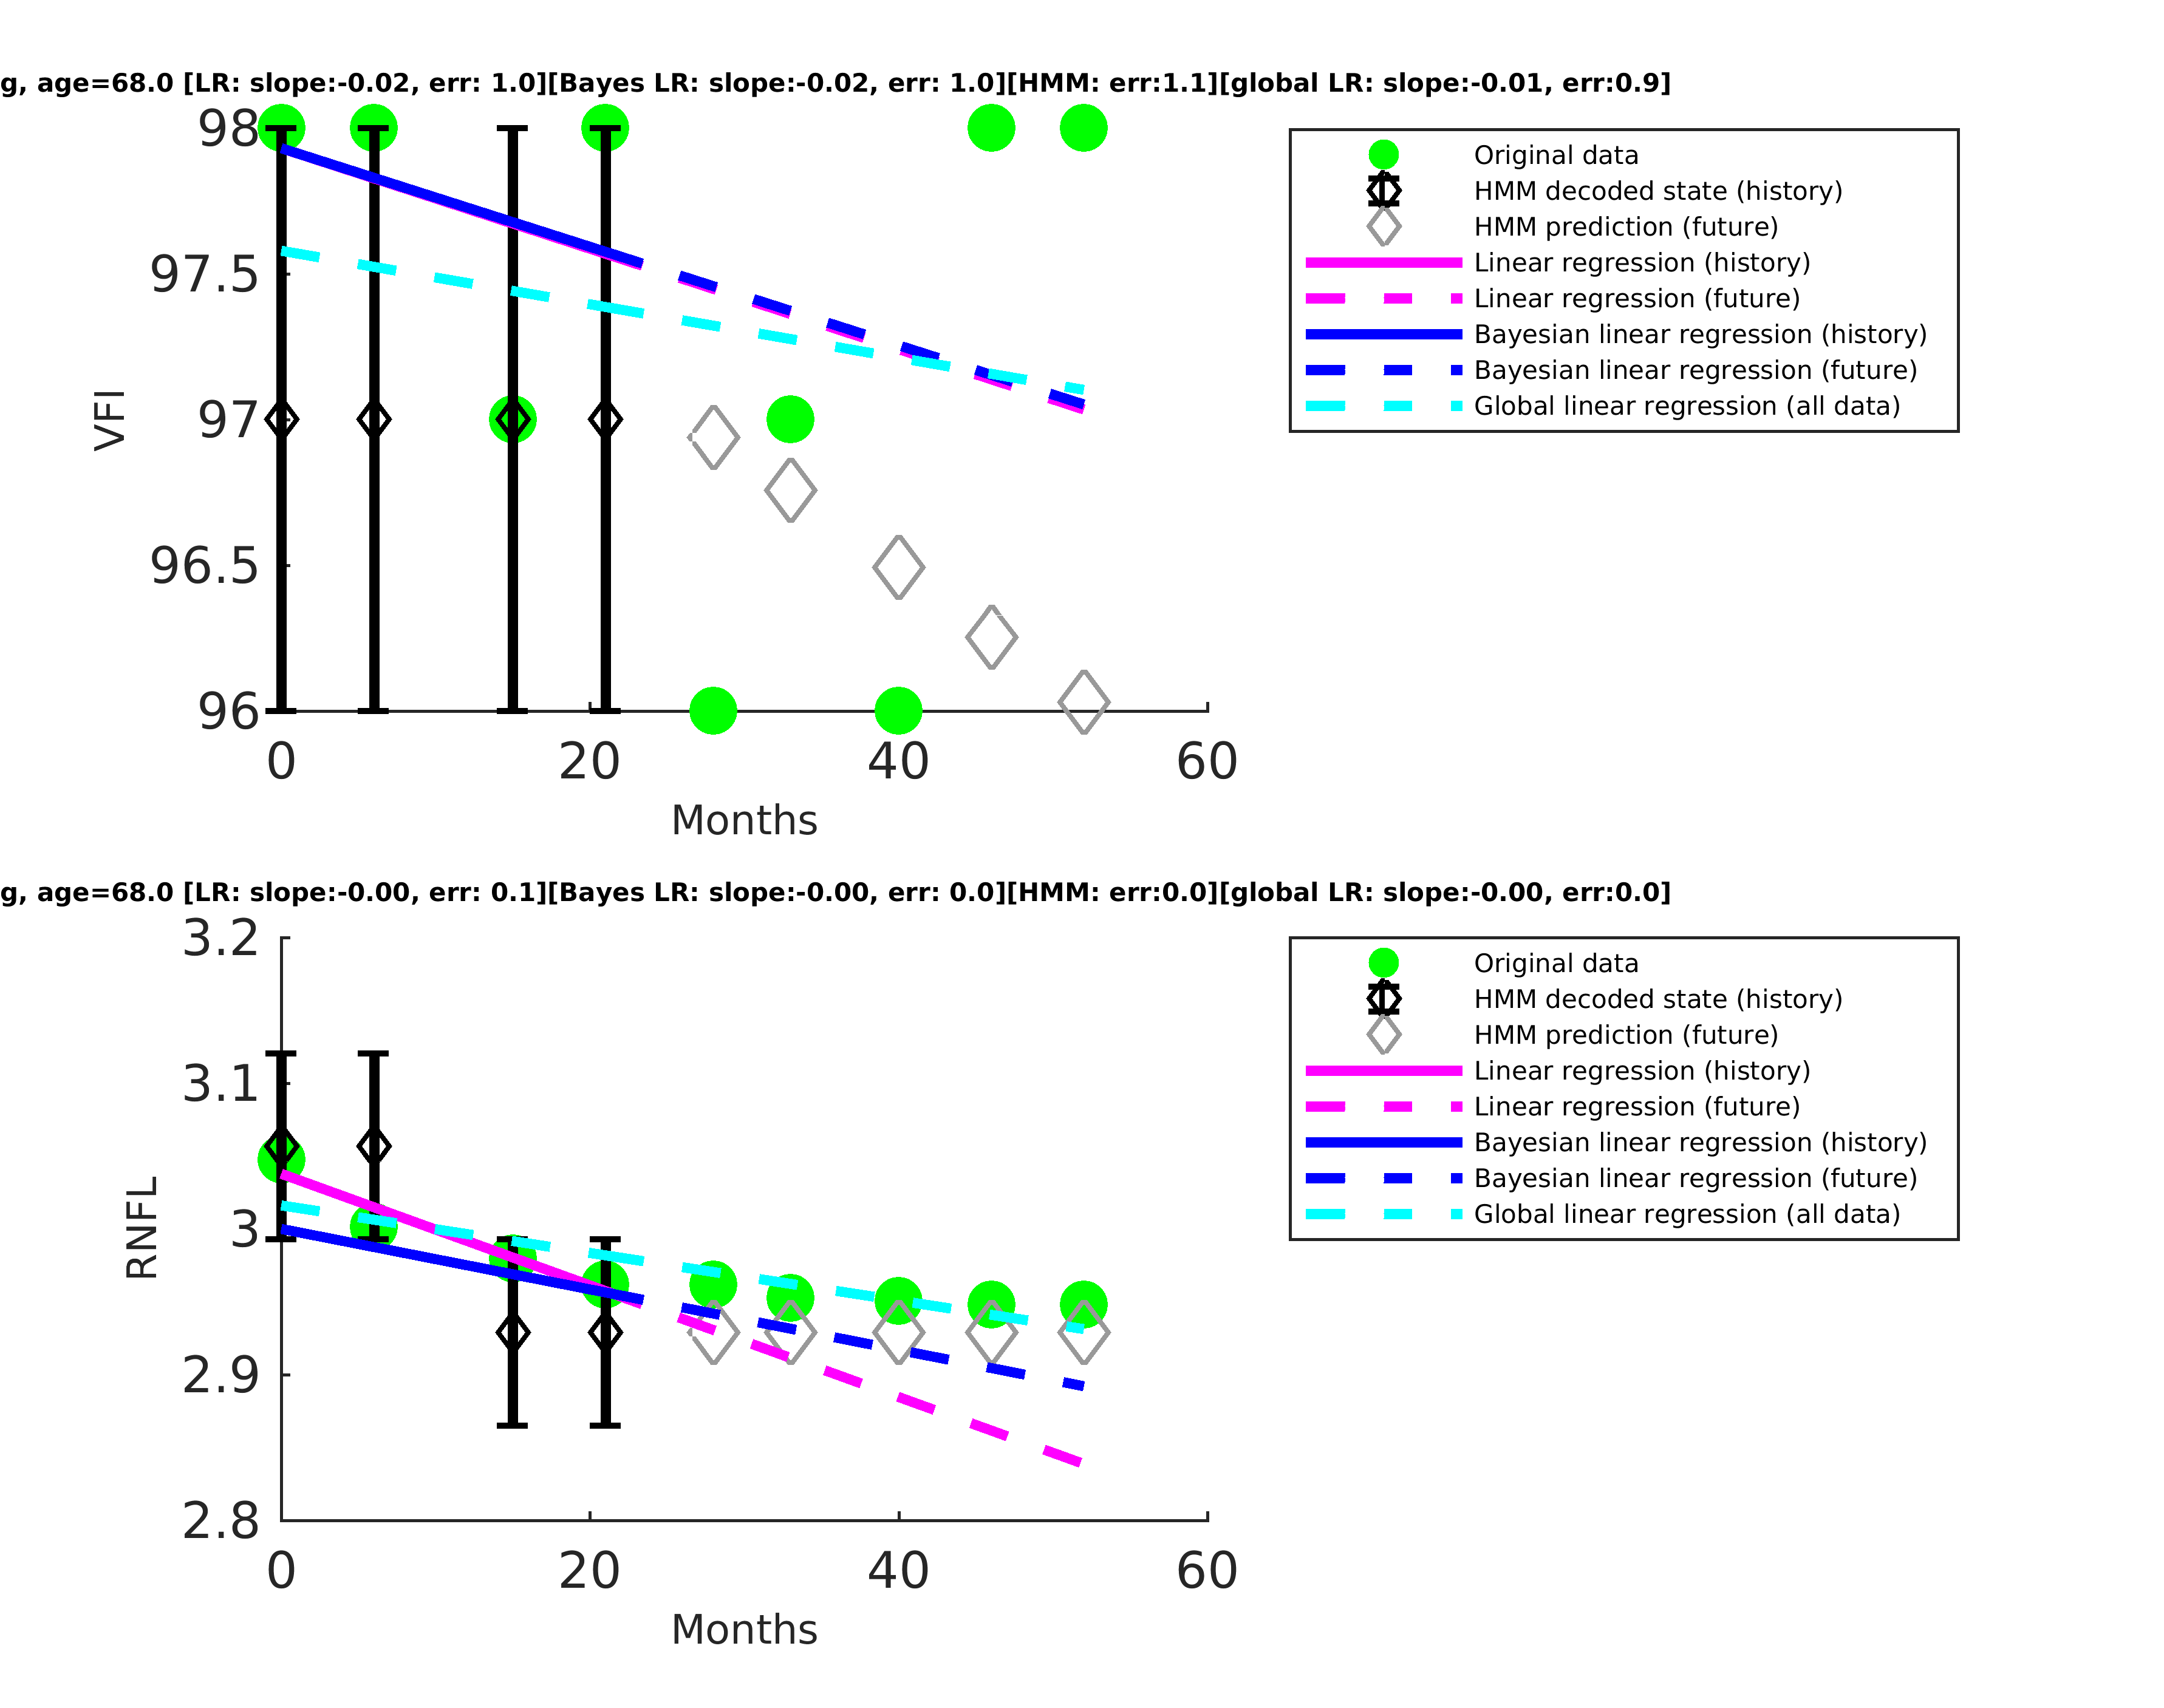 g, age=68.0 [LR: slope:-0.02, err: 1.0][Bayes LR: slope:-0.02, err: 1.0][HMM: err:1.1][global LR: slope:-0.01, err:0.9]
98
97.5
97
96.5
96
VFI
0 20 40 60
Months
Original data
HMM decoded state (history)
HMM prediction (future)
Linear regression (history)
Linear regression (future)
Bayesian linear regression (history)
Bayesian linear regression (future)
Global linear regression (all data)
g, age=68.0 [LR: slope:-0.00, err: 0.1][Bayes LR: slope:-0.00, err: 0.0][HMM: err:0.0][global LR: slope:-0.00, err:0.0]
3.2
3.1
3
2.9
2.8
RNFL
0 20 40 60
Months
Original data
HMM decoded state (history)
HMM prediction (future)
Linear regression (history)
Linear regression (future)
Bayesian linear regression (history)
Bayesian linear regression (future)
Global linear regression (all data)